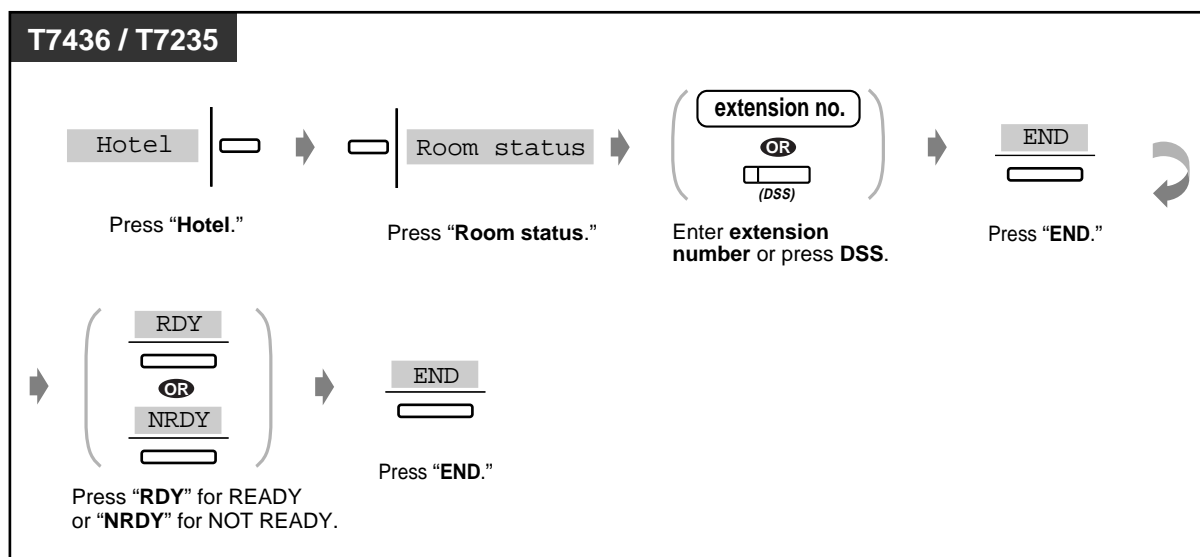 T7436 / T7235
Hotel
Room status
extension no.
OR
(DSS)
END
Press “Hotel.”
Press “Room status.”
Enter extension
number or press DSS.
Press “END.”
RDY
OR
NRDY
END
Press “RDY” for READY
or “NRDY” for NOT READY.
Press “END.”